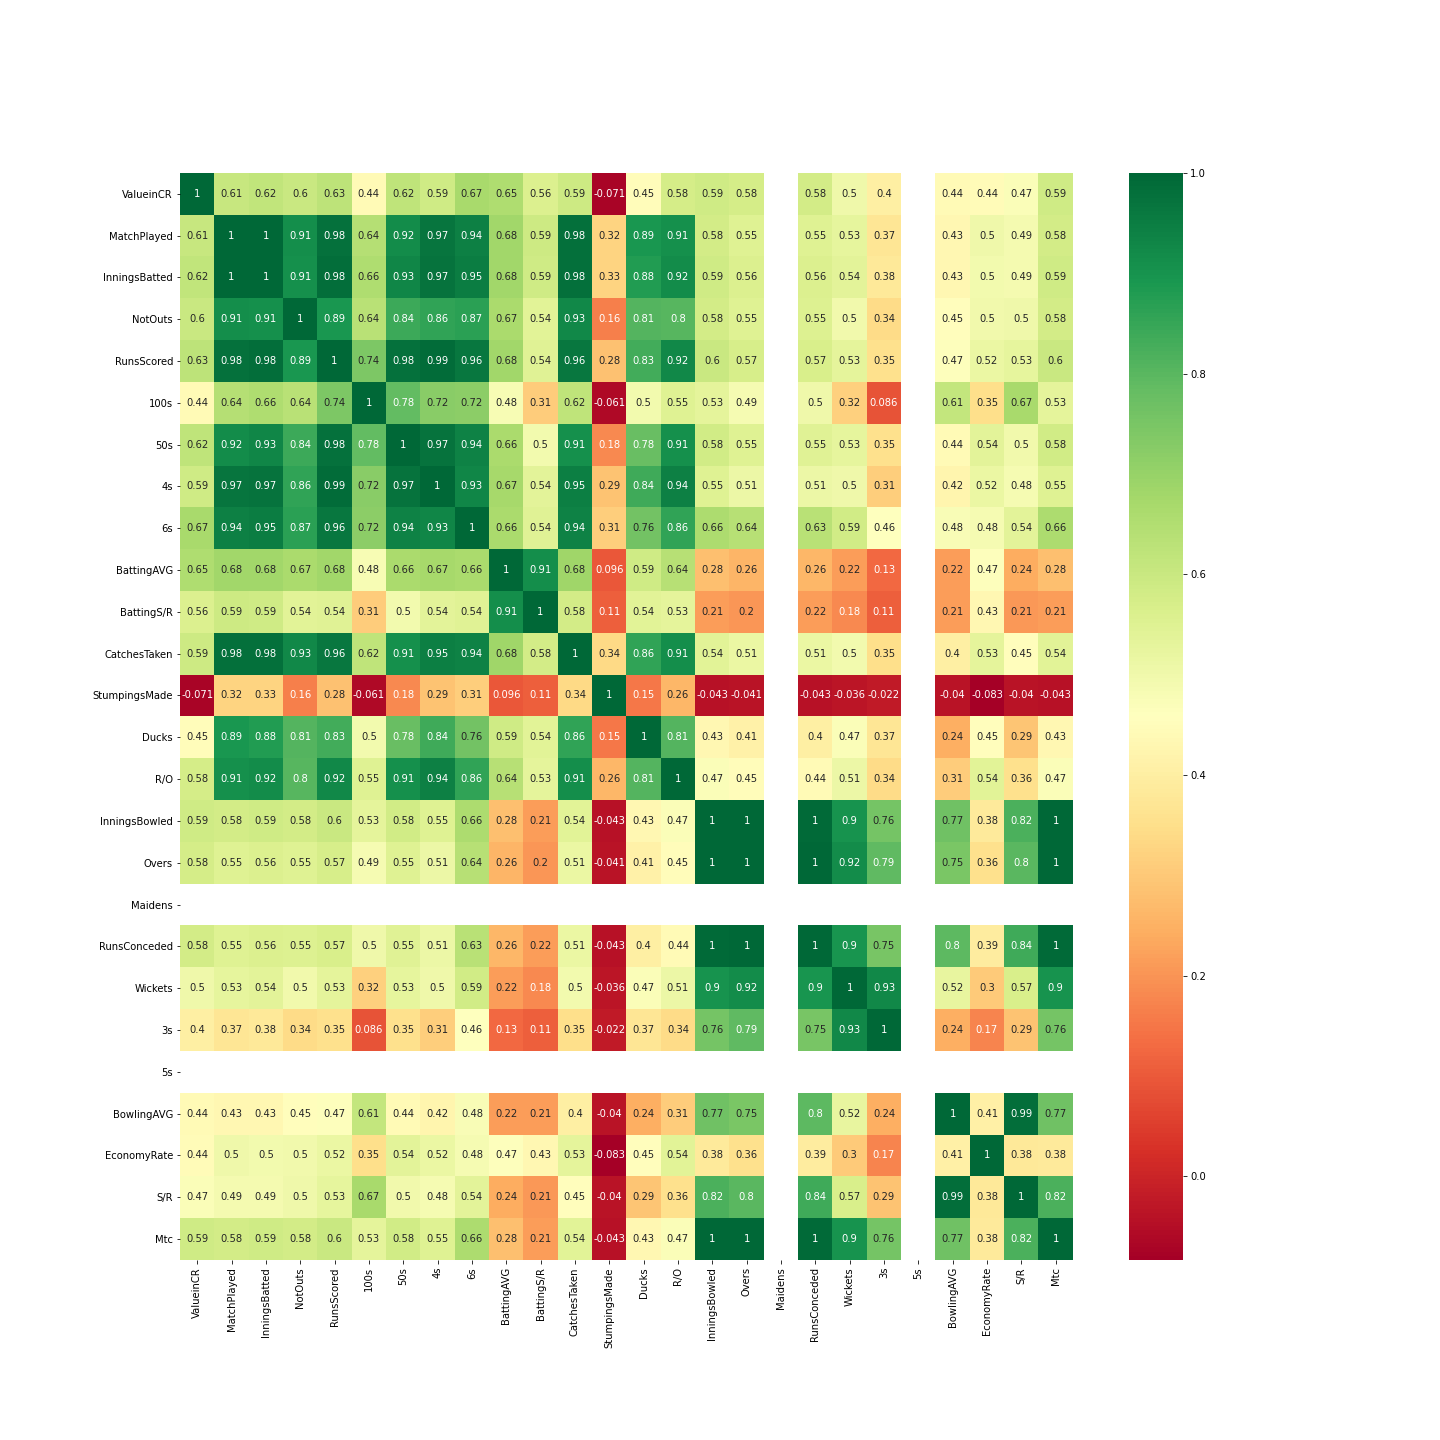 ValueinCR 1 0.61 0.62 0.6 0.63 0.44 0.62 0.59 0.67 0.65 0.56 0.59 -0.071 0.45 0.58 0.59 0.58 0.58 0.5 0.4 0.44 0.44 0.47 0.59
MatchPlayed 0.61 1 1 0.91 0.98 0.64 0.92 0.97 0.94 0.68 0.59 0.98 0.32 0.89 0.91 0.58 0.55 0.55 0.53 0.37 0.43 0.5 0.49 0.58
InningsBatted 0.62 1 1 0.91 0.98 0.66 0.93 0.97 0.95 0.68 0.59 0.98 0.33 0.88 0.92 0.59 0.56 0.56 0.54 0.38 0.43 0.5 0.49 0.59
NotOuts 0.6 0.91 0.91 1 0.89 0.64 0.84 0.86 0.87 0.67 0.54 0.93 0.16 0.81 0.8 0.58 0.55 0.55 0.5 0.34 0.45 0.5 0.5 0.58
RunsScored 0.63 0.98 0.98 0.89 1 0.74 0.98 0.99 0.96 0.68 0.54 0.96 0.28 0.83 0.92 0.6 0.57 0.57 0.53 0.35 0.47 0.52 0.53 0.6
100s 0.44 0.64 0.66 0.64 0.74 1 0.78 0.72 0.72 0.48 0.31 0.62 -0.061 0.5 0.55 0.53 0.49 0.5 0.32 0.086 0.61 0.35 0.67 0.53
50s 0.62 0.92 0.93 0.84 0.98 0.78 1 0.97 0.94 0.66 0.5 0.91 0.18 0.78 0.91 0.58 0.55 0.55 0.53 0.35 0.44 0.54 0.5 0.58
4s 0.59 0.97 0.97 0.86 0.99 0.72 0.97 1 0.93 0.67 0.54 0.95 0.29 0.84 0.94 0.55 0.51 0.51 0.5 0.31 0.42 0.52 0.48 0.55
6s 0.67 0.94 0.95 0.87 0.96 0.72 0.94 0.93 1 0.66 0.54 0.94 0.31 0.76 0.86 0.66 0.64 0.63 0.59 0.46 0.48 0.48 0.54 0.66
BattingAVG 0.65 0.68 0.68 0.67 0.68 0.48 0.66 0.67 0.66 1 0.91 0.68 0.096 0.59 0.64 0.28 0.26 0.26 0.22 0.13 0.22 0.47 0.24 0.28
BattingS/R 0.56 0.59 0.59 0.54 0.54 0.31 0.5 0.54 0.54 0.91 1 0.58 0.11 0.54 0.53 0.21 0.2 0.22 0.18 0.11 0.21 0.43 0.21 0.21
CatchesTaken 0.59 0.98 0.98 0.93 0.96 0.62 0.91 0.95 0.94 0.68 0.58 1 0.34 0.86 0.91 0.54 0.51 0.51 0.5 0.35 0.4 0.53 0.45 0.54
StumpingsMade -0.071 0.32 0.33 0.16 0.28 -0.061 0.18 0.29 0.31 0.096 0.11 0.34 1 0.15 0.26 -0.043 -0.041 -0.043 -0.036 -0.022 -0.04 -0.083 -0.04 -0.043
Ducks 0.45 0.89 0.88 0.81 0.83 0.5 0.78 0.84 0.76 0.59 0.54 0.86 0.15 1 0.81 0.43 0.41 0.4 0.47 0.37 0.24 0.45 0.29 0.43
R/O 0.58 0.91 0.92 0.8 0.92 0.55 0.91 0.94 0.86 0.64 0.53 0.91 0.26 0.81 1 0.47 0.45 0.44 0.51 0.34 0.31 0.54 0.36 0.47
InningsBowled 0.59 0.58 0.59 0.58 0.6 0.53 0.58 0.55 0.66 0.28 0.21 0.54 -0.043 0.43 0.47 1 1 1 0.9 0.76 0.77 0.38 0.82 1
Overs 0.58 0.55 0.56 0.55 0.57 0.49 0.55 0.51 0.64 0.26 0.2 0.51 -0.041 0.41 0.45 1 1 1 0.92 0.79 0.75 0.36 0.8 1
Maidens
RunsConceded 0.58 0.55 0.56 0.55 0.57 0.5 0.55 0.51 0.63 0.26 0.22 0.51 -0.043 0.4 0.44 1 1 1 0.9 0.75 0.8 0.39 0.84 1
Wickets 0.5 0.53 0.54 0.5 0.53 0.32 0.53 0.5 0.59 0.22 0.18 0.5 -0.036 0.47 0.51 0.9 0.92 0.9 1 0.93 0.52 0.3 0.57 0.9
3s 0.4 0.37 0.38 0.34 0.35 0.086 0.35 0.31 0.46 0.13 0.11 0.35 -0.022 0.37 0.34 0.76 0.79 0.75 0.93 1 0.24 0.17 0.29 0.76
5s
BowlingAVG 0.44 0.43 0.43 0.45 0.47 0.61 0.44 0.42 0.48 0.22 0.21 0.4 -0.04 0.24 0.31 0.77 0.75 0.8 0.52 0.24 1 0.41 0.99 0.77
EconomyRate 0.44 0.5 0.5 0.5 0.52 0.35 0.54 0.52 0.48 0.47 0.43 0.53 -0.083 0.45 0.54 0.38 0.36 0.39 0.3 0.17 0.41 1 0.38 0.38
S/R 0.47 0.49 0.49 0.5 0.53 0.67 0.5 0.48 0.54 0.24 0.21 0.45 -0.04 0.29 0.36 0.82 0.8 0.84 0.57 0.29 0.99 0.38 1 0.82
Mtc 0.59 0.58 0.59 0.58 0.6 0.53 0.58 0.55 0.66 0.28 0.21 0.54 -0.043 0.43 0.47 1 1 1 0.9 0.76 0.77 0.38 0.82 1
ValueinCR MatchPlayed InningsBatted NotOuts RunsScored 100s 50s 4s 6s BattingAVG BattingS/R CatchesTaken StumpingsMade Ducks R/O InningsBowled Overs Maidens RunsConceded Wickets 3s 5s BowlingAVG EconomyRate S/R Mtc
1.0
0.8
0.6
0.4
0.2
0.0